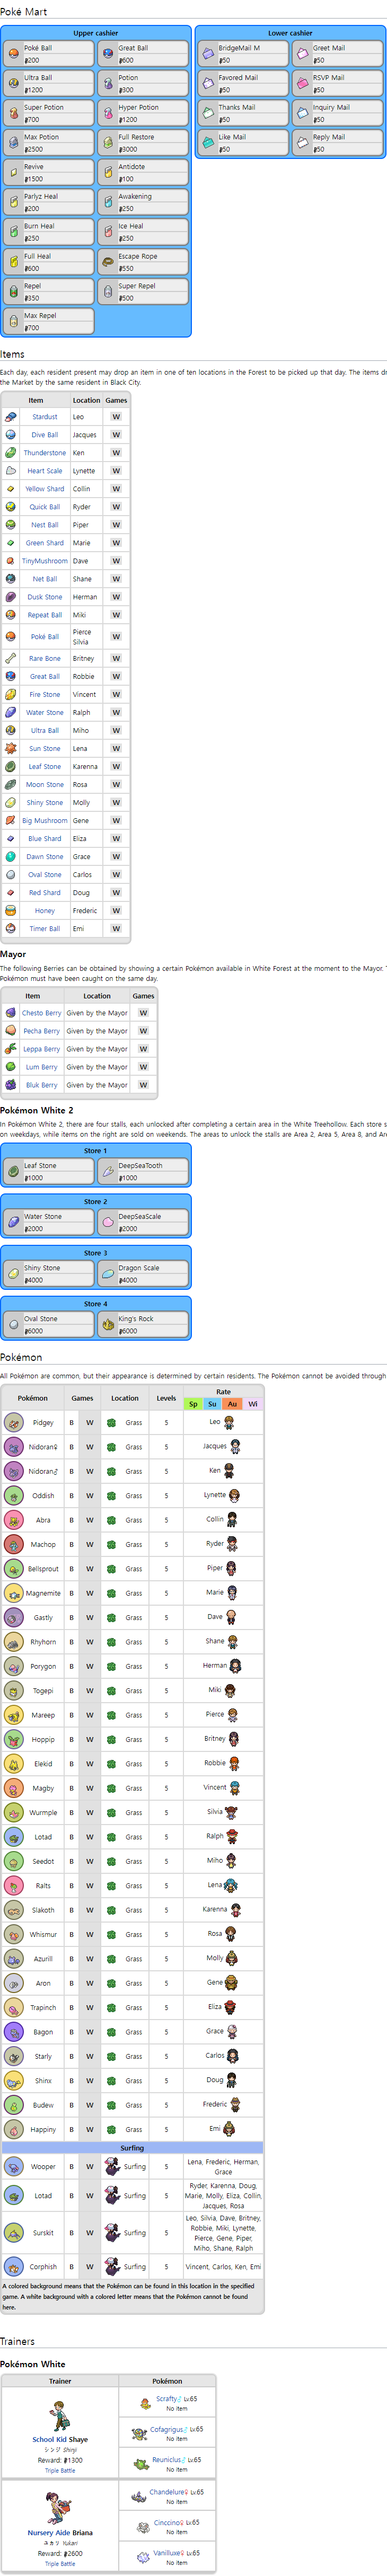 Poké Mart
Upper cashier
Poké Ball
200
Great Ball
600
Ultra Ball
1200
Potion
300
Super Potion
700
Hyper Potion
1200
Max Potion
2500
Full Restore
3000
Revive
1500
Antidote
100
Parlyz Heal
200
Awakening
250
Burn Heal
250
Ice Heal
250
Full Heal
600
Escape Rope
550
Repel
350
Super Repel
500
Max Repel
700
Lower cashier
BridgeMail M
50
Greet Mail
50
Favored Mail
50
RSVP Mail
50
Thanks Mail
50
Inquiry Mail
50
Like Mail
50
Reply Mail
50
Items
Each day, each resident present may drop an item in one of ten locations in the Forest to be picked up that day. The items dr
the Market by the same resident in Black City.
Item Location Games
Stardust Leo W
Dive Ball Jacques W
Thunderstone Ken W
Heart Scale Lynette W
Yellow Shard Collin W
Quick Ball Ryder W
Nest Ball Piper W
Green Shard Marie W
TinyMushroom Dave W
Net Ball Shane W
Dusk Stone Herman W
Repeat Ball Miki W
Poké Ball Pierce Silvia W
Rare Bone Britney W
Great Ball Robbie W
Fire Stone Vincent W
Water Stone Ralph W
Ultra Ball Miho W
Sun Stone Lena W
Leaf Stone Karenna W
Moon Stone Rosa W
Shiny Stone Molly W
Big Mushroom Gene W
Blue Shard Eliza W
Dawn Stone Grace W
Oval Stone Carlos W
Red Shard Doug W
Honey Frederic W
Timer Ball Emi W
Mayor
The following Berries can be obtained by showing a certain Pokémon available in White Forest at the moment to the Mayor.
Pokémon must have been caught on the same day.
Item Location Games
Chesto Berry Given by the Mayor W
Pecha Berry Given by the Mayor W
Leppa Berry Given by the Mayor W
Lum Berry Given by the Mayor W
Bluk Berry Given by the Mayor W
Pokémon White 2
In Pokémon White 2, there are four stalls, each unlocked after completing a certain area in the White Treehollow. Each store s
on weekdays, while items on the right are sold on weekends. The areas to unlock the stalls are Area 2, Area 5, Area 8, and Ar
Store 1
Leaf Stone
1000
DeepSeaTooth
1000
Store 2
Water Stone
2000
DeepSeaScale
2000
Store 3
Shiny Stone
4000
Dragon Scale
4000
Store 4
Oval Stone
6000
King's Rock
6000
Pokémon
All Pokémon are common, but their appearance is determined by certain residents. The Pokémon cannot be avoided through
Pokémon Games Location Levels Rate
Sp Su Au Wi
Pidgey B W Grass 5 Leo
Nidoran♀ B W Grass 5 Jacques
Nidoran♂ B W Grass 5 Ken
Oddish B W Grass 5 Lynette
Abra B W Grass 5 Collin
Machop B W Grass 5 Ryder
Bellsprout B W Grass 5 Piper
Magnemite B W Grass 5 Marie
Gastly B W Grass 5 Dave
Rhyhorn B W Grass 5 Shane
Porygon B W Grass 5 Herman
Togepi B W Grass 5 Miki
Mareep B W Grass 5 Pierce
Hoppip B W Grass 5 Britney
Elekid B W Grass 5 Robbie
Magby B W Grass 5 Vincent
Wurmple B W Grass 5 Silvia
Lotad B W Grass 5 Ralph
Seedot B W Grass 5 Miho
Ralts B W Grass 5 Lena
Slakoth B W Grass 5 Karenna
Whismur B W Grass 5 Rosa
Azurill B W Grass 5 Molly
Aron B W Grass 5 Gene
Trapinch B W Grass 5 Eliza
Bagon B W Grass 5 Grace
Starly B W Grass 5 Carlos
Shinx B W Grass 5 Doug
Budew B W Grass 5 Frederic
Happiny B W Grass 5 Emi
Surfing
Wooper B W Surfing 5 Lena, Frederic, Herman, Grace
Lotad B W Surfing 5 Ryder, Karenna, Doug, Marie, Molly, Eliza, Collin, Jacques, Rosa
Surskit B W Surfing 5 Leo, Silvia, Dave, Britney, Robbie, Miki, Lynette, Pierce, Gene, Piper, Miho, Shane, Ralph
Corphish B W Surfing 5 Vincent, Carlos, Ken, Emi
A colored background means that the Pokémon can be found in this location in the specified
game. A white background with a colored letter means that the Pokémon cannot be found
here.
Trainers
Pokémon White
Trainer Pokémon
School Kid Shaye
シンジ Shinji
Reward: 1300
Triple Battle
Scrafty♂ Lv.65
No item
Cofagrigus♂ Lv.65
No item
Reuniclus♂ Lv.65
No item
Nursery Aide Briana
ユカリ Yukari
Reward: 2600
Triple Battle
Chandelure♀ Lv.65
No item
Cinccino♀ Lv.65
No item
Vanilluxe♀ Lv.65
No item